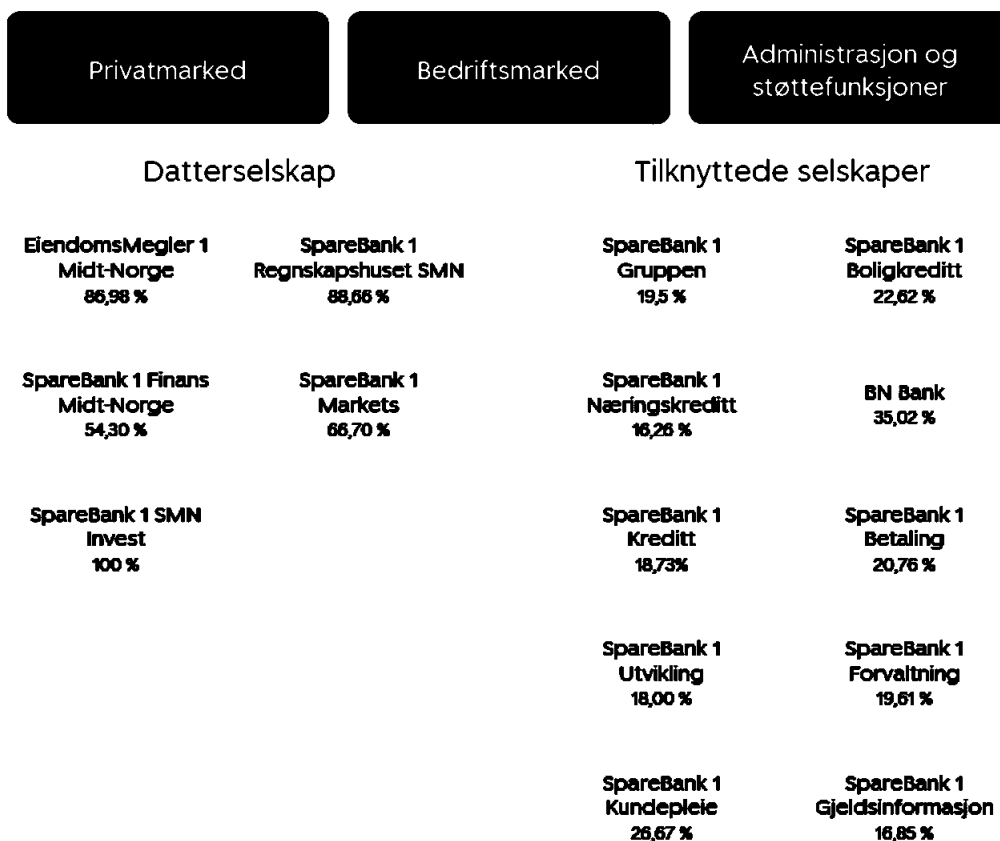 Privatmarked
Bedriftsmarked
Administrasjon og
støttefunksjoner
Datterselskap
Tilknyttede selskaper
EiendomsMegler 1
Midt-Norge
86,98 %
SpareBank 1
Regnskapshuset SMN
88,66 %
SpareBank 1
Gruppen
19,5 %
SpareBank 1
Boligkreditt
22,62 %
SpareBank 1 Finans
Midt-Norge
54,30 %
SpareBank 1
Markets
66,70 %
SpareBank 1
Næringskreditt
16,26 %
BN Bank
35,02 %
SpareBank 1 SMN
Invest
100 %
SpareBank 1
Kreditt
18,73%
SpareBank 1
Betaling
20,76 %
SpareBank 1
Utvikling
18,00 %
SpareBank 1
Forvaltning
19,61 %
SpareBank 1
Kundepleie
26,67 %
SpareBank 1
Gjeldsinformasjon
16,85 %